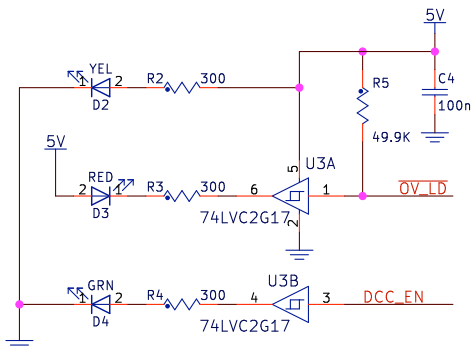 5V
YEL
1
2
D2
R2
300
R5
49.9K
C4
100n
5V
RED
2
1
D3
R3
300
6
5
U3A
1
2
74LVC2G17
OV_LD
GRN
1
2
D4
R4
300
4
U3B
3
74LVC2G17
DCC_EN